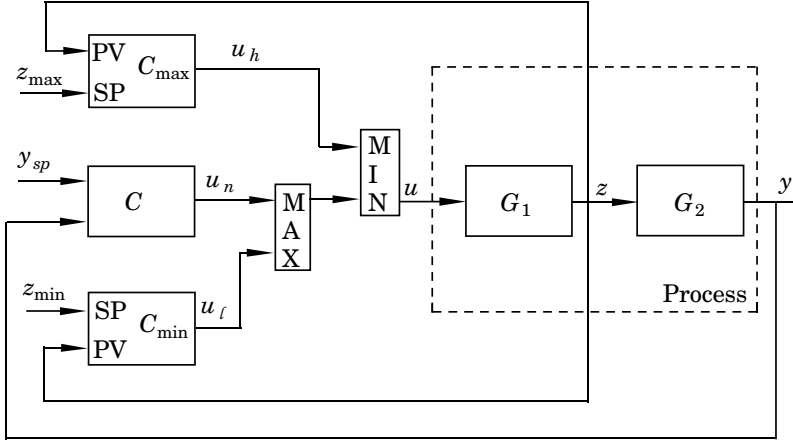 PV
C_max
z_max
SP
u_h
y_sp
C
u_n
M
A
X
M
I
N
u
G_1
z
G_2
y
Process
z_min
SP
C_min
PV
u_ℓ